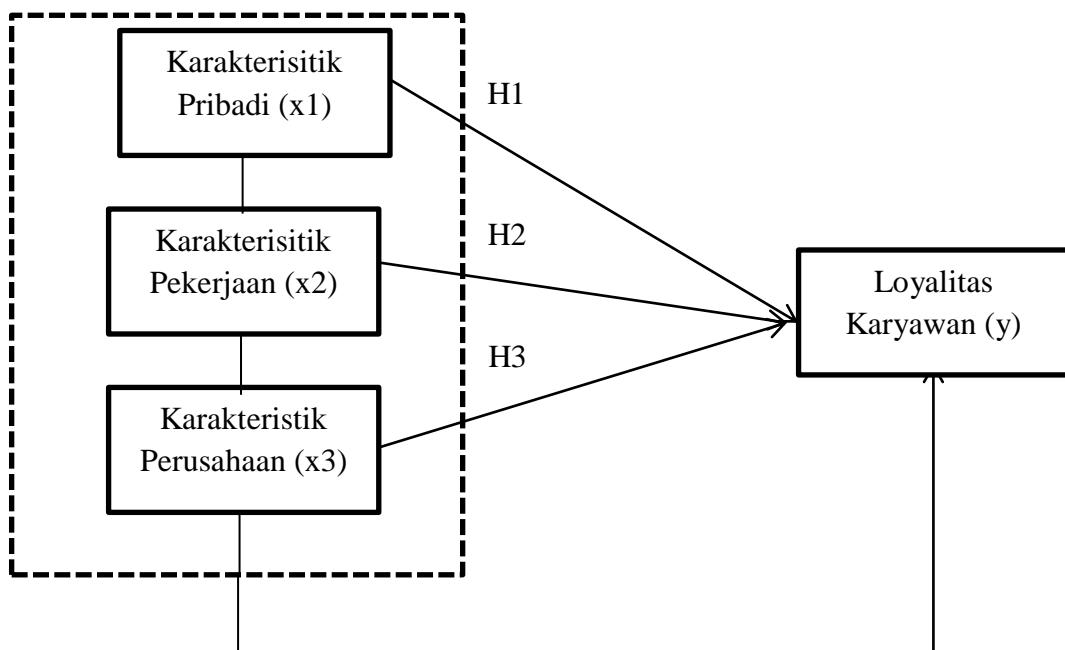 Karakterisitik
Pribadi (x1)
H1
Karakterisitik
Pekerjaan (x2)
H2
Loyalitas
Karyawan (y)
H3
Karakteristik
Perusahaan (x3)